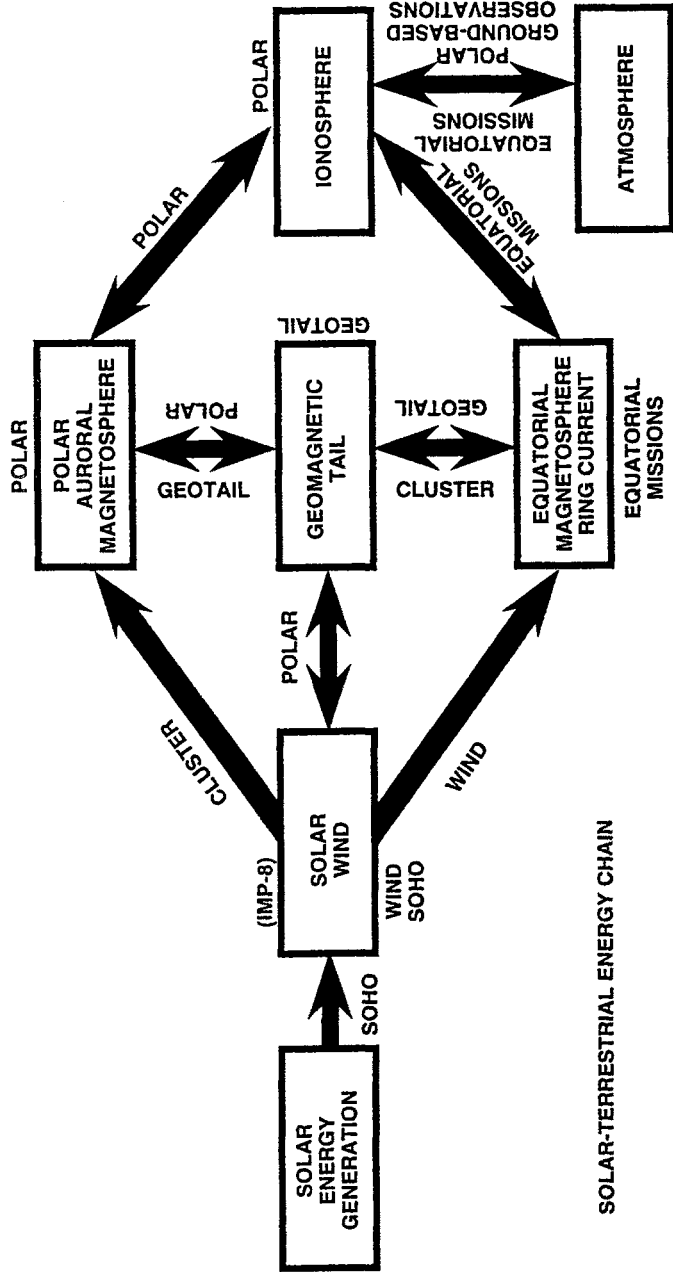 SOLAR
ENERGY
GENERATION
SOHO
(IMP-8)
SOLAR
WIND
WIND
SOHO
CLUSTER
POLAR
WIND
POLAR
POLAR
AURORAL
MAGNETOSPHERE
GEOTAIL
POLAR
GEOMAGNETIC
TAIL
GEOTAIL
CLUSTER
GEOTAIL
EQUATORIAL
MAGNETOSPHERE
RING CURRENT
EQUATORIAL
MISSIONS
POLAR
EQUATORIAL
MISSIONS
POLAR
IONOSPHERE
EQUATORIAL
MISSIONS
POLAR
GROUND-BASED
OBSERVATIONS
ATMOSPHERE
SOLAR-TERRESTRIAL ENERGY CHAIN